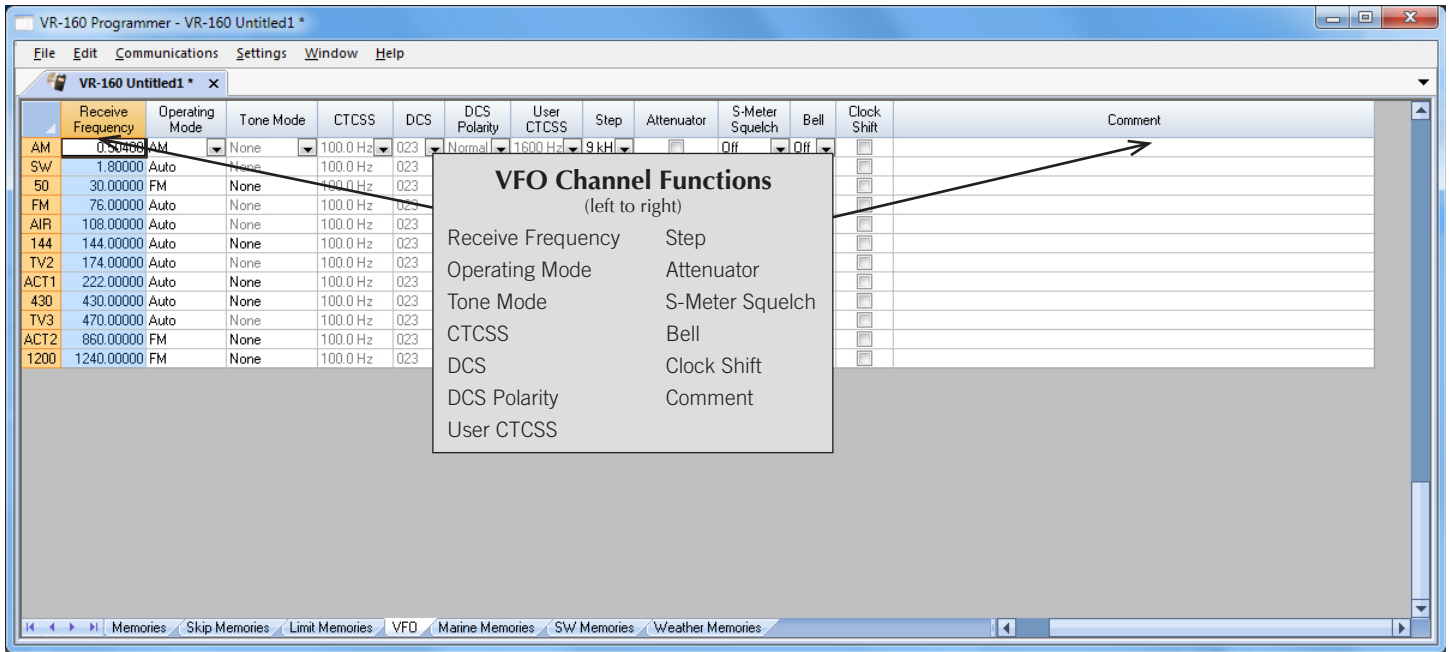 VR-160 Programmer - VR-160 Untitled1 *
File Edit Communications Settings Window Help
VR-160 Untitled1 * x
Receive Frequency Operating Mode Tone Mode CTCSS DCS DCS Polarity User CTCSS Step Attenuator S-Meter Squelch Bell Clock Shift Comment
AM 0.50400 AM None 100.0 Hz 023 Normal 1600 Hz 9 kH Off Off
SW 1.80000 Auto None 100.0 Hz 023
50 30.00000 FM None 100.0 Hz 023
FM 76.00000 Auto None 100.0 Hz 023
AIR 108.00000 Auto None 100.0 Hz 023
144 144.00000 Auto None 100.0 Hz 023
TV2 174.00000 Auto None 100.0 Hz 023
ACT1 222.00000 Auto None 100.0 Hz 023
430 430.00000 Auto None 100.0 Hz 023
TV3 470.00000 Auto None 100.0 Hz 023
ACT2 860.00000 FM None 100.0 Hz 023
1200 1240.00000 FM None 100.0 Hz 023
VFO Channel Functions
(left to right)
Receive Frequency
Operating Mode
Tone Mode
CTCSS
DCS
DCS Polarity
User CTCSS
Step
Attenuator
S-Meter Squelch
Bell
Clock Shift
Comment
Memories Skip Memories Limit Memories VFO Marine Memories SW Memories Weather Memories